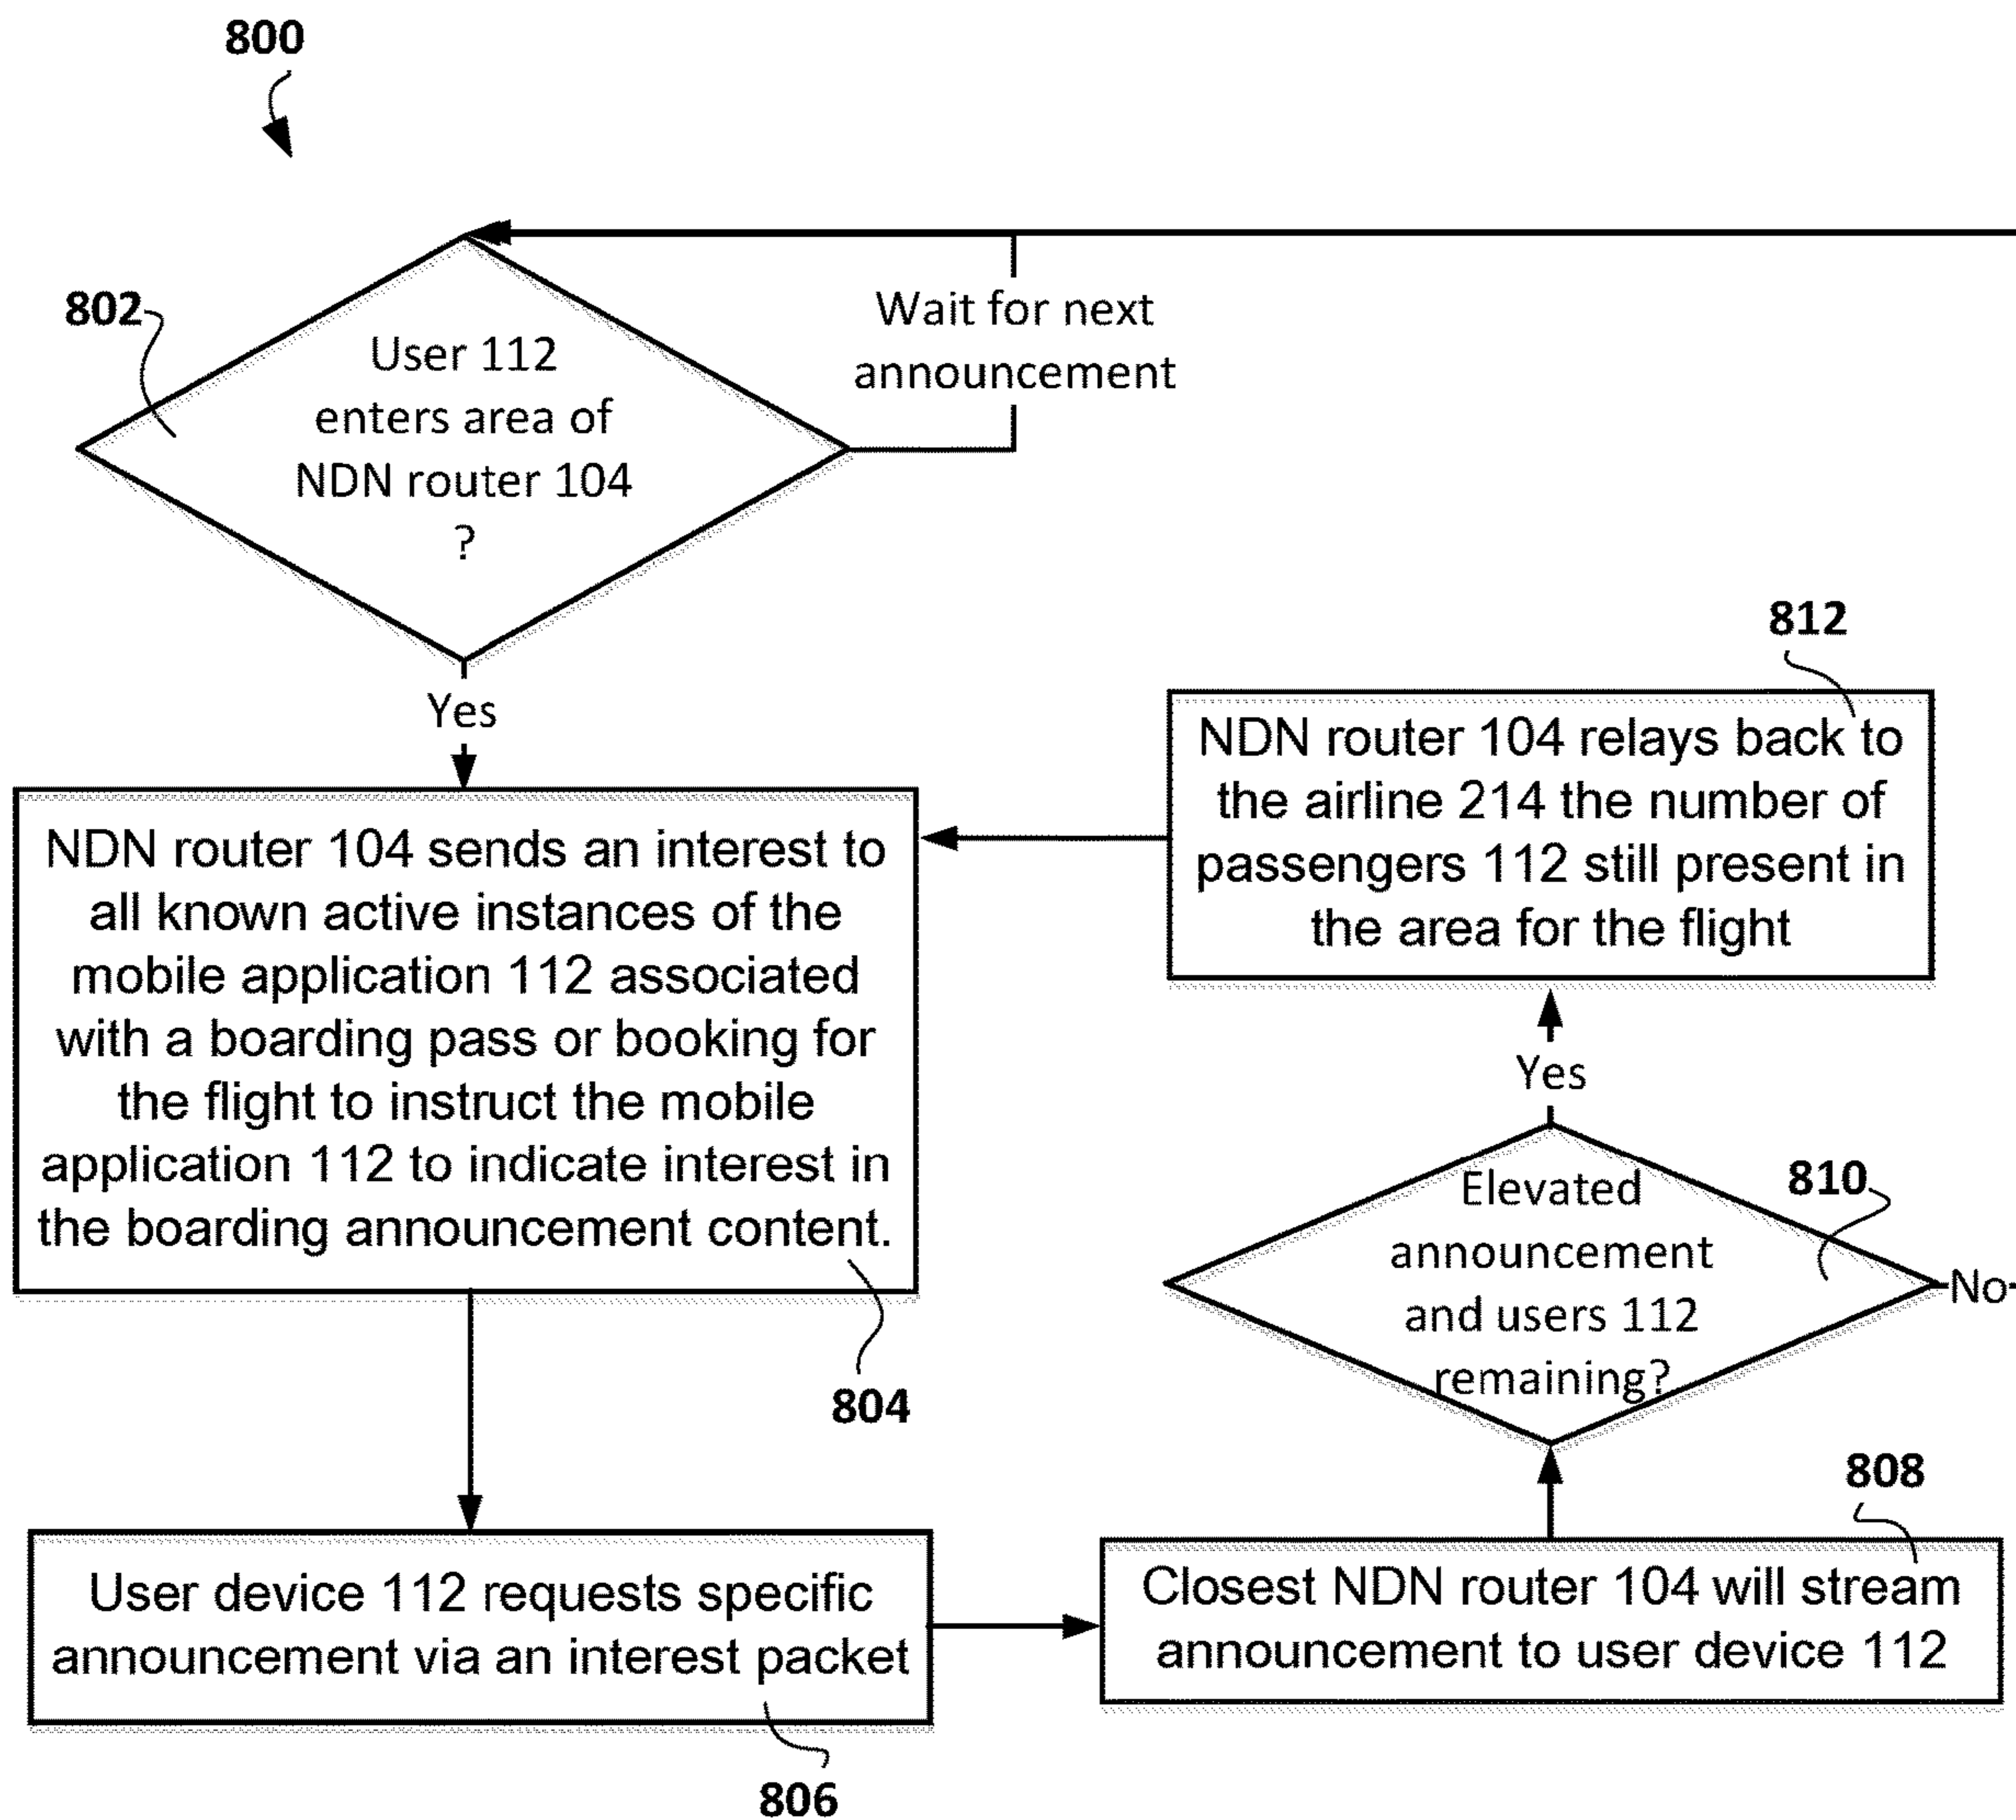 800
802
User 112
enters area of
NDN router 104
?
Wait for next
announcement
Yes
NDN router 104 sends an interest to
all known active instances of the
mobile application 112 associated
with a boarding pass or booking for
the flight to instruct the mobile
application 112 to indicate interest in
the boarding announcement content.
804
User device 112 requests specific
announcement via an interest packet
806
808
Closest NDN router 104 will stream
announcement to user device 112
810
Elevated
announcement
and users 112
remaining?
No
Yes
812
NDN router 104 relays back to
the airline 214 the number of
passengers 112 still present in
the area for the flight